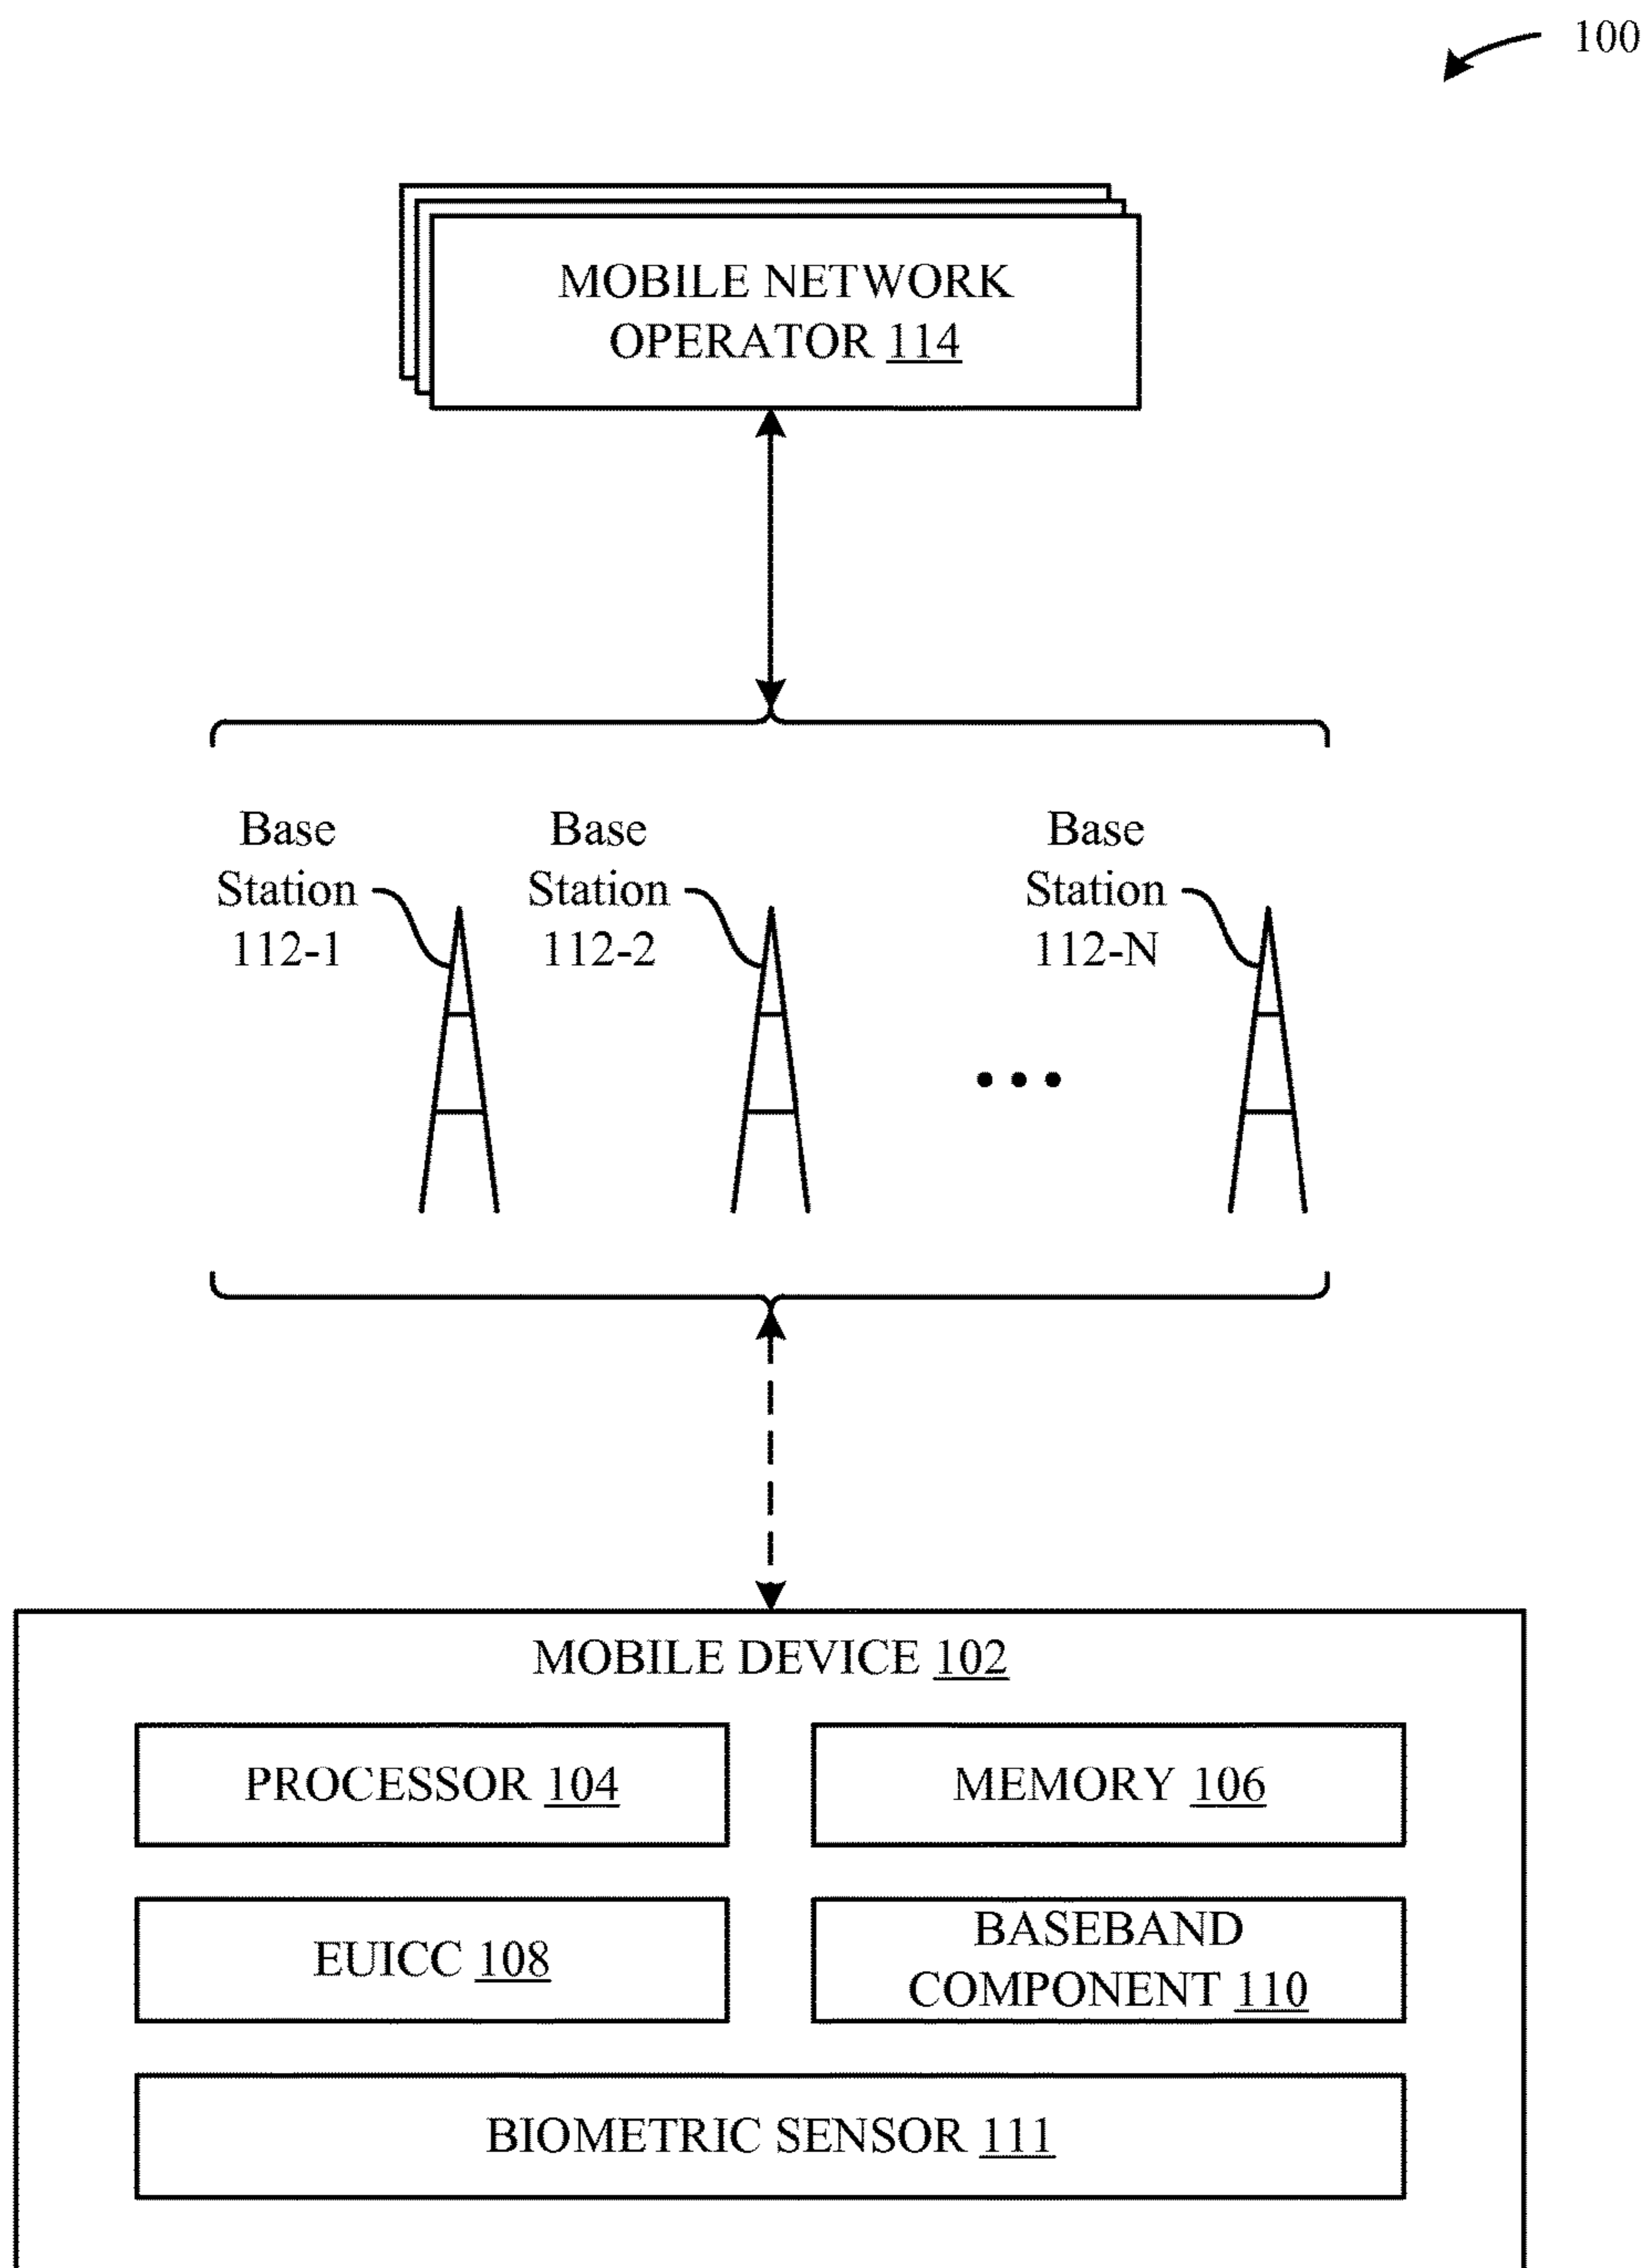 100
MOBILE NETWORK
OPERATOR 114
Base
Station
112-1
Base
Station
112-2
Base
Station
112-N
MOBILE DEVICE 102
PROCESSOR 104
MEMORY 106
EUICC 108
BASEBAND
COMPONENT 110
BIOMETRIC SENSOR 111